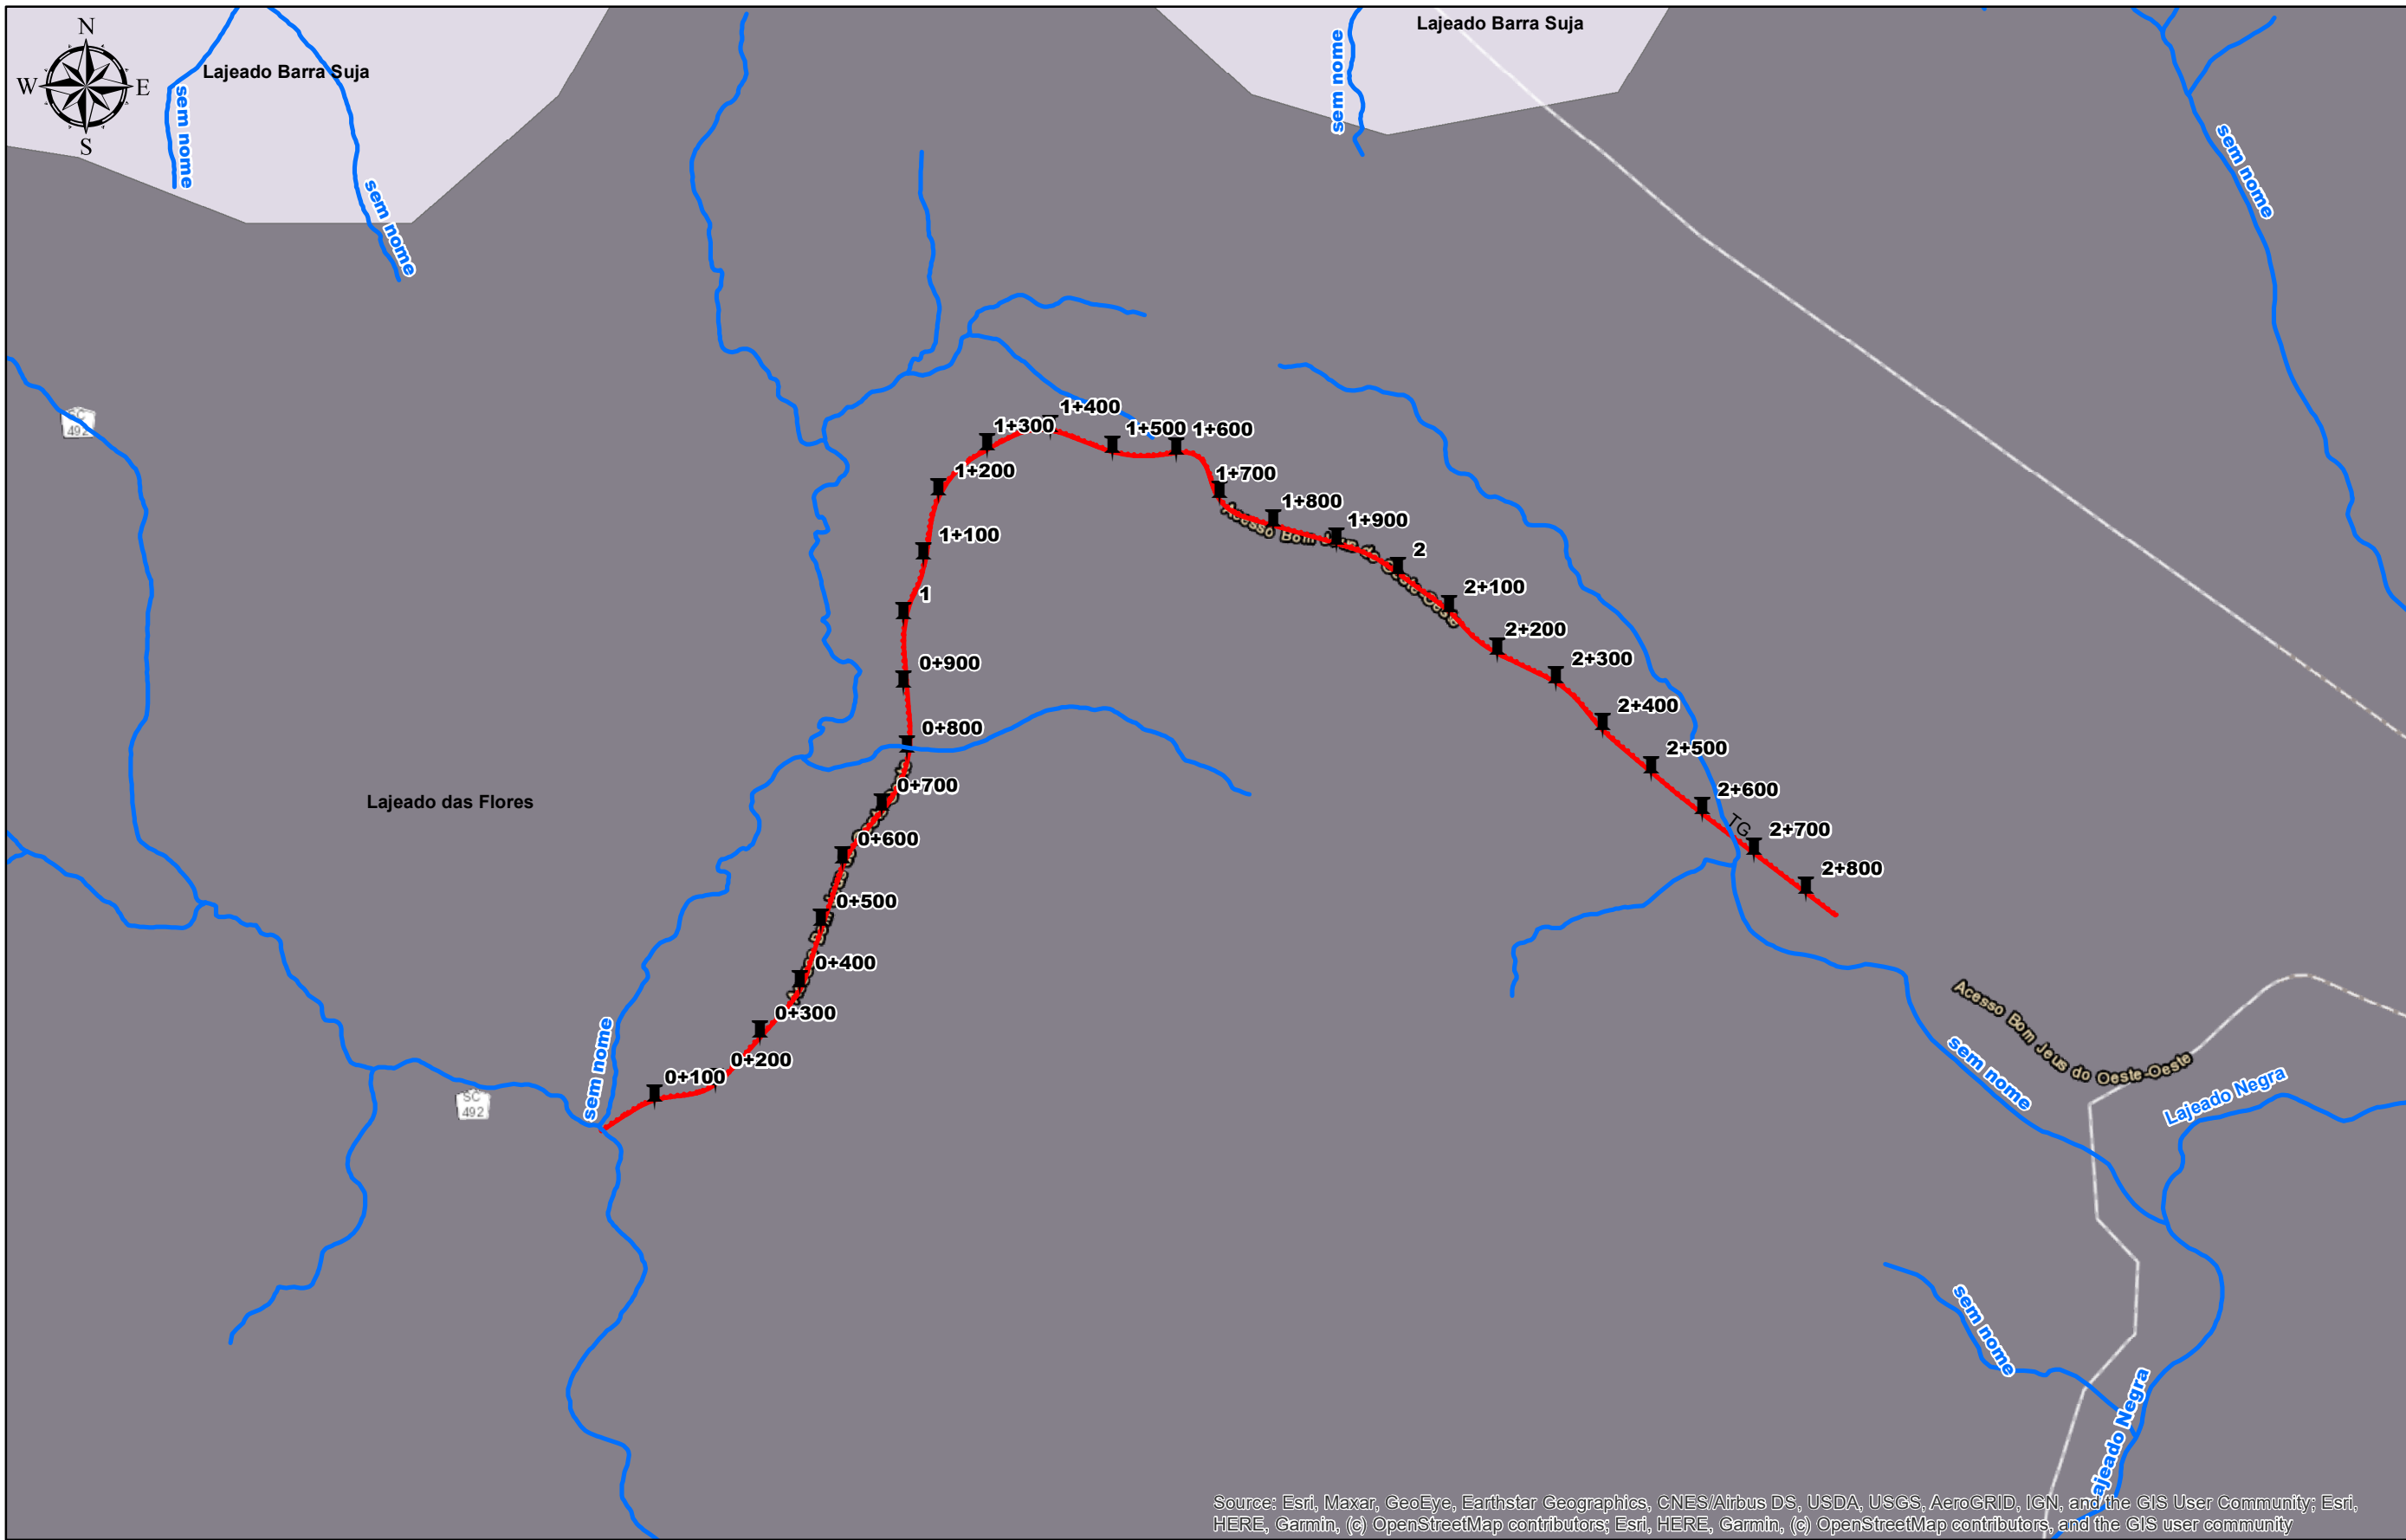 Lajeado Barra Suja
N
Lajeado Barra Suja
W
E
S
sem nome
sem nome
sem nome
sem nome
492
1+400
1+300
1+500
1+600
1+200
1+700
1+800
1+900
1+100
2
Acesso Bom
1
2+100
2+200
0+900
2+300
0+800
2+400
2+500
0+700
2+600
Lajeado das Flores
TG
2+700
0+600
2+800
0+500
0+400
Acesso Bom Jeus do Oeste-Oeste
0+300
sem nome
sem nome
0+200
0+100
Lajeado Negra
SC
492
sem nome
Lajeado Negra
Source: Esri, Maxar, GeoEye, Earthstar Geographics, CNES/Airbus DS, USDA, USGS, AeroGRID, IGN, and the GIS User Community; Esri,
HERE, Garmin, (c) OpenStreetMap contributors; Esri, HERE, Garmin, (c) OpenStreetMap contributors, and the GIS user community